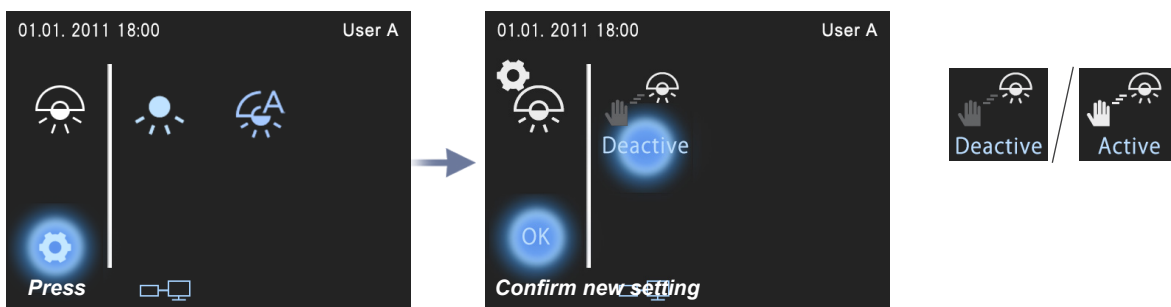 01.01. 2011 18:00 User A
Press
01.01. 2011 18:00 User A
Deactive
OK
Confirm new setting
Deactive / Active